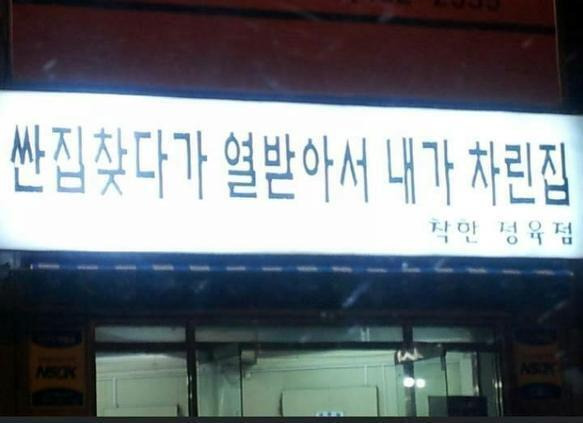 싼집찾다가 열받아서 내가 차린집
착한 정육점